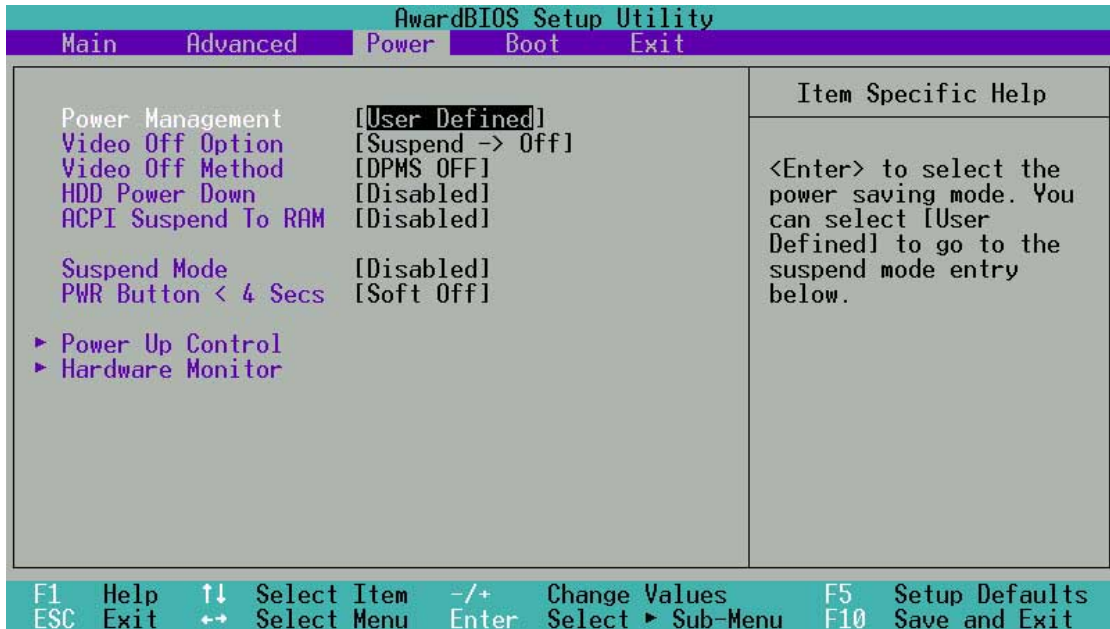 AwardBIOS Setup Utility
Main Advanced Power Boot Exit
Power Management [User Defined]
Video Off Option [Suspend -> Off]
Video Off Method [DPMS OFF]
HDD Power Down [Disabled]
ACPI Suspend To RAM [Disabled]
Suspend Mode [Disabled]
PWR Button < 4 Secs [Soft Off]
► Power Up Control
► Hardware Monitor
Item Specific Help
<Enter> to select the
power saving mode. You
can select [User
Defined] to go to the
suspend mode entry
below.
F1 Help ↑↓ Select Item -/+ Change Values F5 Setup Defaults
ESC Exit ←→ Select Menu Enter Select ► Sub-Menu F10 Save and Exit